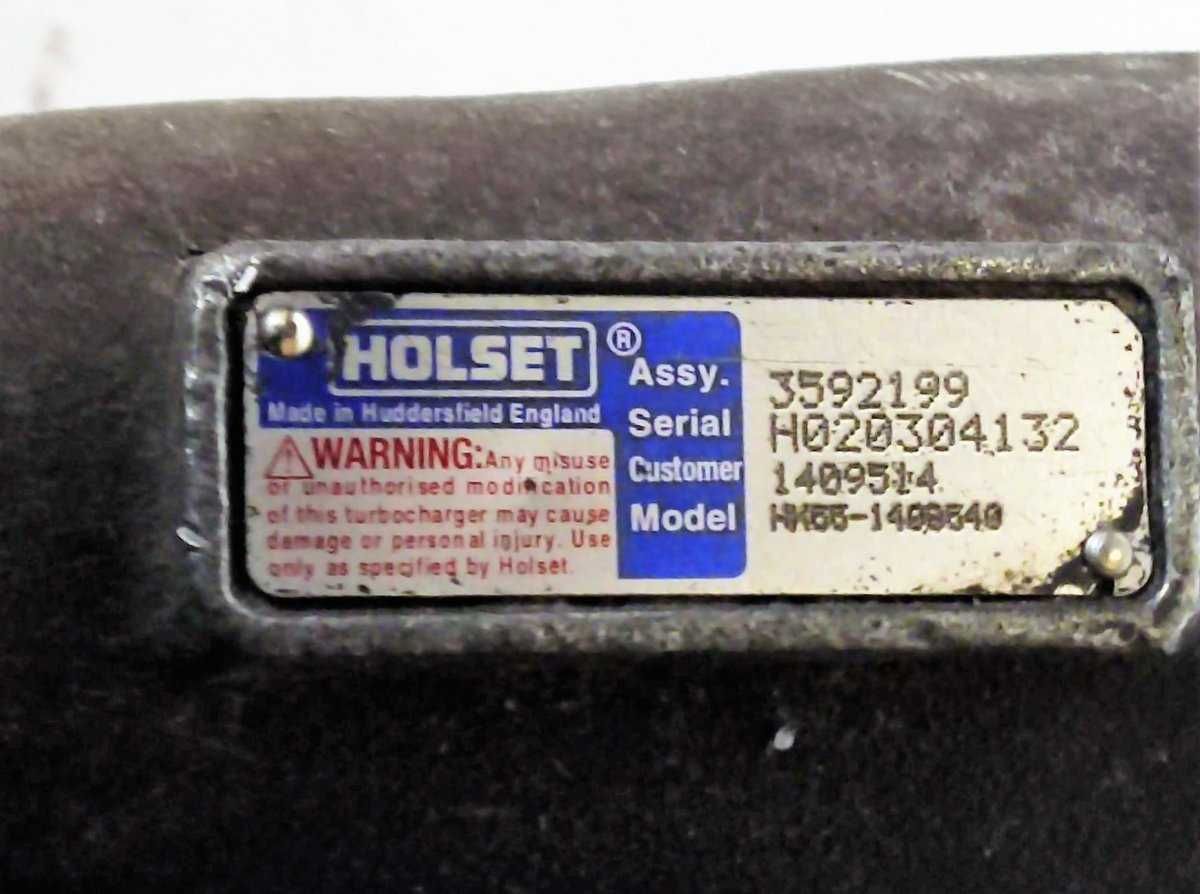 HOLSET ®
Made in Huddersfield England
WARNING: Any misuse
or unauthorised modification
of this turbocharger may cause
damage or personal injury. Use
only as specified by Holset.
Assy. 3592199
Serial H020304132
Customer 1409514
Model